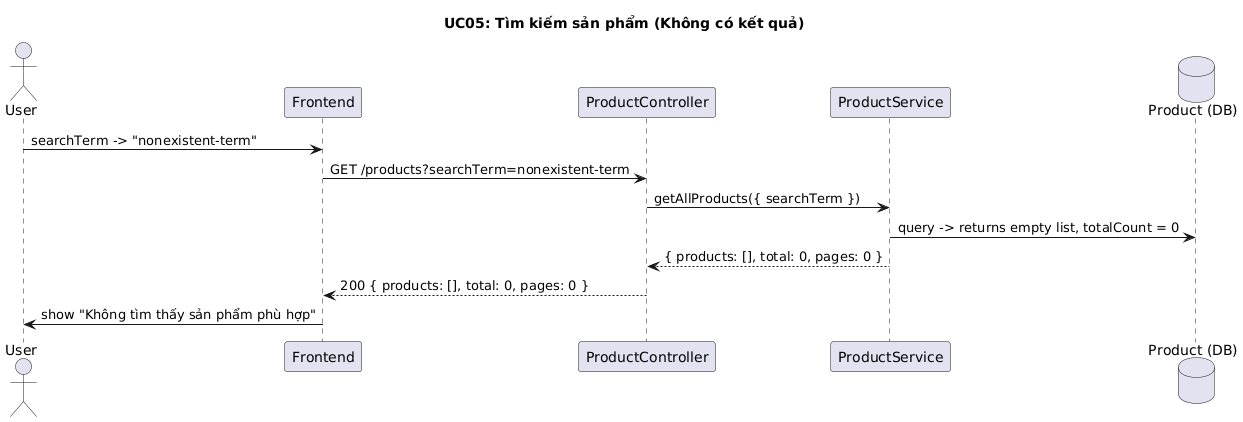 UC05: Tìm kiếm sản phẩm (Không có kết quả)
User
Frontend
ProductController
ProductService
Product (DB)
searchTerm -> "nonexistent-term"
GET /products?searchTerm=nonexistent-term
getAllProducts({ searchTerm })
query -> returns empty list, totalCount = 0
{ products: [], total: 0, pages: 0 }
200 { products: [], total: 0, pages: 0 }
show "Không tìm thấy sản phẩm phù hợp"
User
Frontend
ProductController
ProductService
Product (DB)